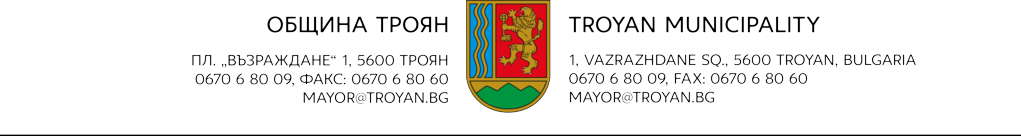 ОБЩИНА ТРОЯН
ПЛ. „ВЪЗРАЖДАНЕ“ 1, 5600 ТРОЯН
0670 6 80 09, ФАКС: 0670 6 80 60
MAYOR@TROYAN.BG
TROYAN MUNICIPALITY
1, VAZRAZHDANE SQ., 5600 TROYAN, BULGARIA
0670 6 80 09, FAX: 0670 6 80 60
MAYOR@TROYAN.BG